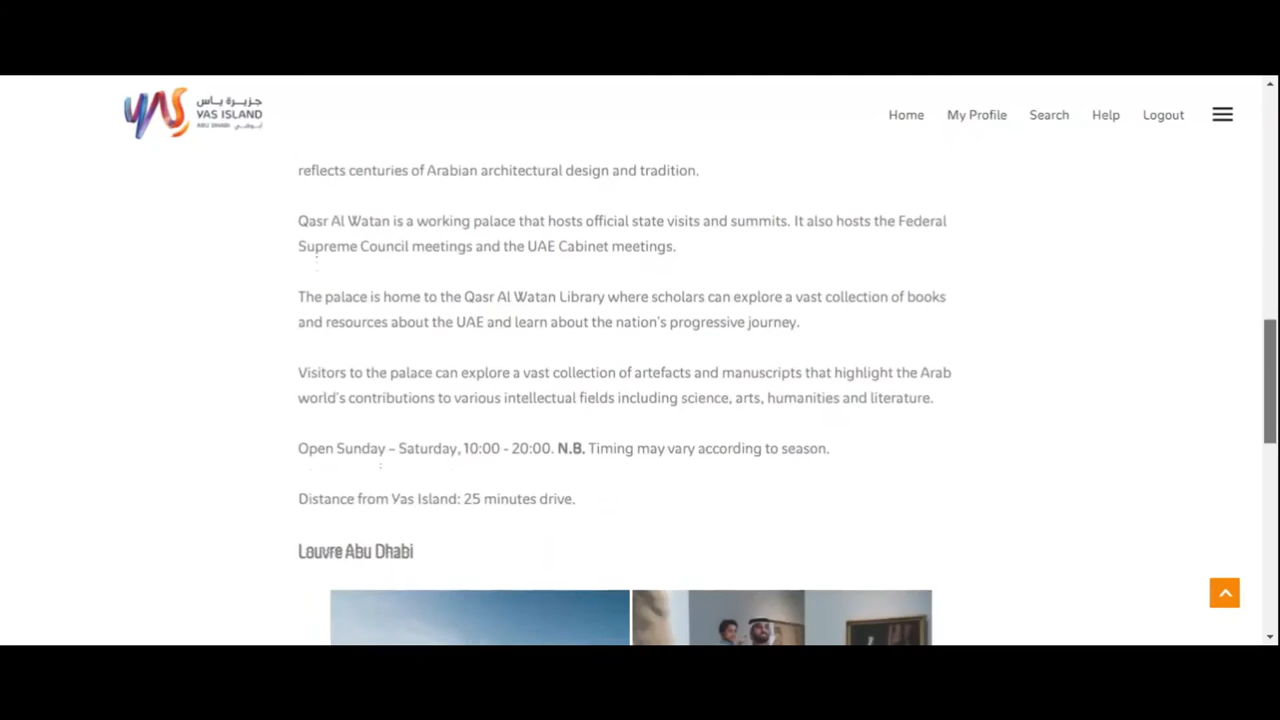 جزيرة ياس
YAS ISLAND
ABU DHABI أبوظبي
Home My Profile Search Help Logout
reflects centuries of Arabian architectural design and tradition.
Qasr Al Watan is a working palace that hosts official state visits and summits. It also hosts the Federal
Supreme Council meetings and the UAE Cabinet meetings.
The palace is home to the Qasr Al Watan Library where scholars can explore a vast collection of books
and resources about the UAE and learn about the nation's progressive journey.
Visitors to the palace can explore a vast collection of artefacts and manuscripts that highlight the Arab
world's contributions to various intellectual fields including science, arts, humanities and literature.
Open Sunday – Saturday, 10:00 - 20:00. N.B. Timing may vary according to season.
Distance from Yas Island: 25 minutes drive.
Louvre Abu Dhabi